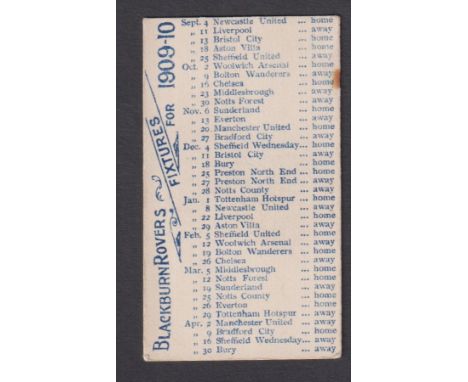 BLACKBURN ROVERS
FIXTURES
FOR 1909-10
Sept. 4 Newcastle United ... home
" 11 Liverpool ... away
" 13 Bristol City ... home
" 18 Aston Villa ... home
" 25 Sheffield United ... away
Oct. 2 Woolwich Arsenal ... home
" 9 Bolton Wanderers ... away
" 16 Chelsea ... home
" 23 Middlesbrough ... away
" 30 Notts Forest ... home
Nov. 6 Sunderland ... home
" 13 Everton ... away
" 20 Manchester United ... home
" 27 Bradford City ... away
Dec. 4 Sheffield Wednesday... home
" 11 Bristol City ... away
" 18 Bury ... home
" 25 Preston North End ... home
" 27 Preston North End ... away
" 28 Notts County ... away
Jan. 1 Tottenham Hotspur ... home
" 8 Newcastle United ... away
" 22 Liverpool ... home
" 29 Aston Villa ... away
Feb. 5 Sheffield United ... home
" 12 Woolwich Arsenal ... away
" 19 Bolton Wanderers ... home
" 26 Chelsea ... away
Mar. 5 Middlesbrough ... home
" 12 Notts Forest ... away
" 19 Sunderland ... away
" 25 Notts County ... home
" 26 Everton ... home
" 29 Tottenham Hotspur ... away
Apr. 2 Manchester United ... away
" 9 Bradford City ... home
" 16 Sheffield Wednesday... away
" 30 Bury ... away